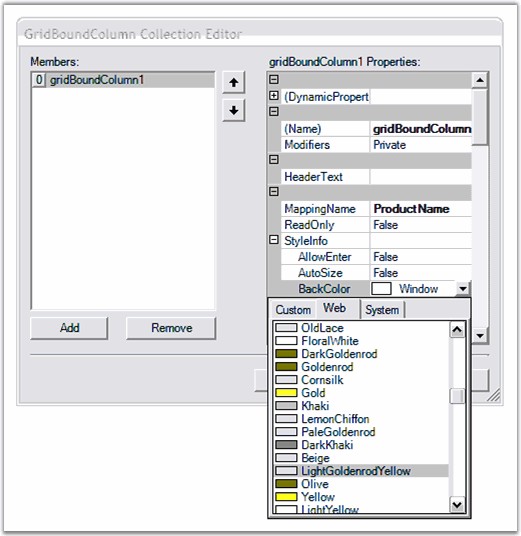 GridBoundColumn Collection Editor
Members:
0 gridBoundColumn1
Add
Remove
gridBoundColumn1 Properties:
(DynamicPropert
(Name) gridBoundColumn
Modifiers Private
HeaderText
MappingName ProductName
ReadOnly False
StyleInfo
AllowEnter False
AutoSize False
BackColor Window
Custom Web System
OldLace
FloralWhite
DarkGoldenrod
Goldenrod
Cornsilk
Gold
Khaki
LemonChiffon
PaleGoldenrod
DarkKhaki
Beige
LightGoldenrodYellow
Olive
Yellow
LightYellow